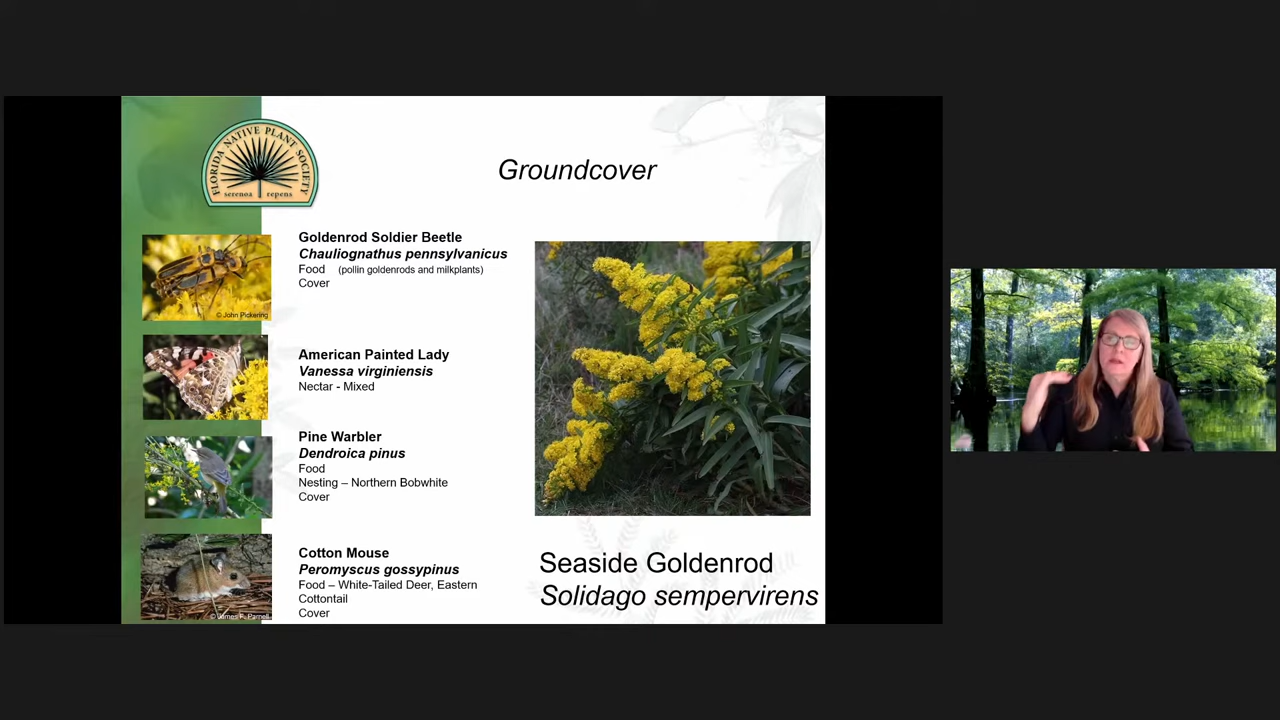 FLORIDA NATIVE PLANT SOCIETY
serenoa repens
Groundcover
Goldenrod Soldier Beetle
Chauliognathus pennsylvanicus
Food (pollin goldenrods and milkplants)
Cover
© John Pickering
American Painted Lady
Vanessa virginiensis
Nectar - Mixed
Pine Warbler
Dendroica pinus
Food
Nesting – Northern Bobwhite
Cover
Cotton Mouse
Peromyscus gossypinus
Food – White-Tailed Deer, Eastern
Cottontail
Cover
© James F. Parnell
Seaside Goldenrod
Solidago sempervirens